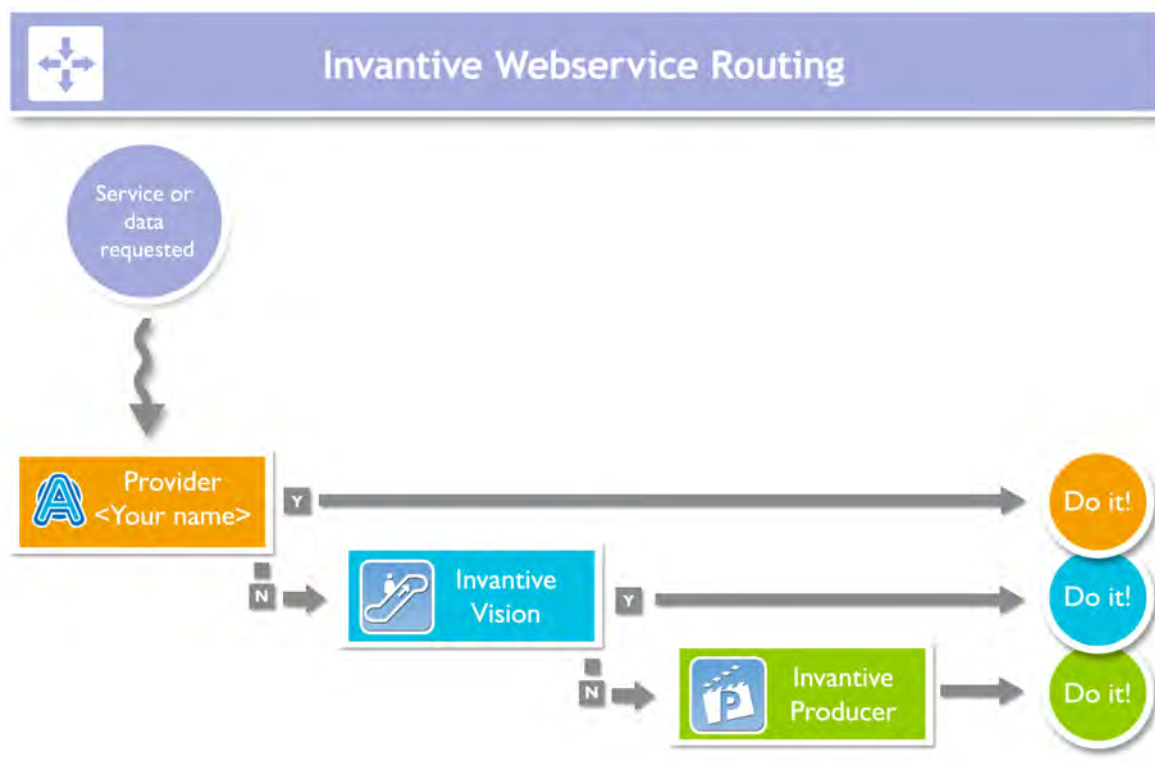 Invantive Webservice Routing
Service or
data
requested
Provider
<Your name>
Y
Do it!
N
Invantive
Vision
Y
Do it!
N
P
Invantive
Producer
Do it!